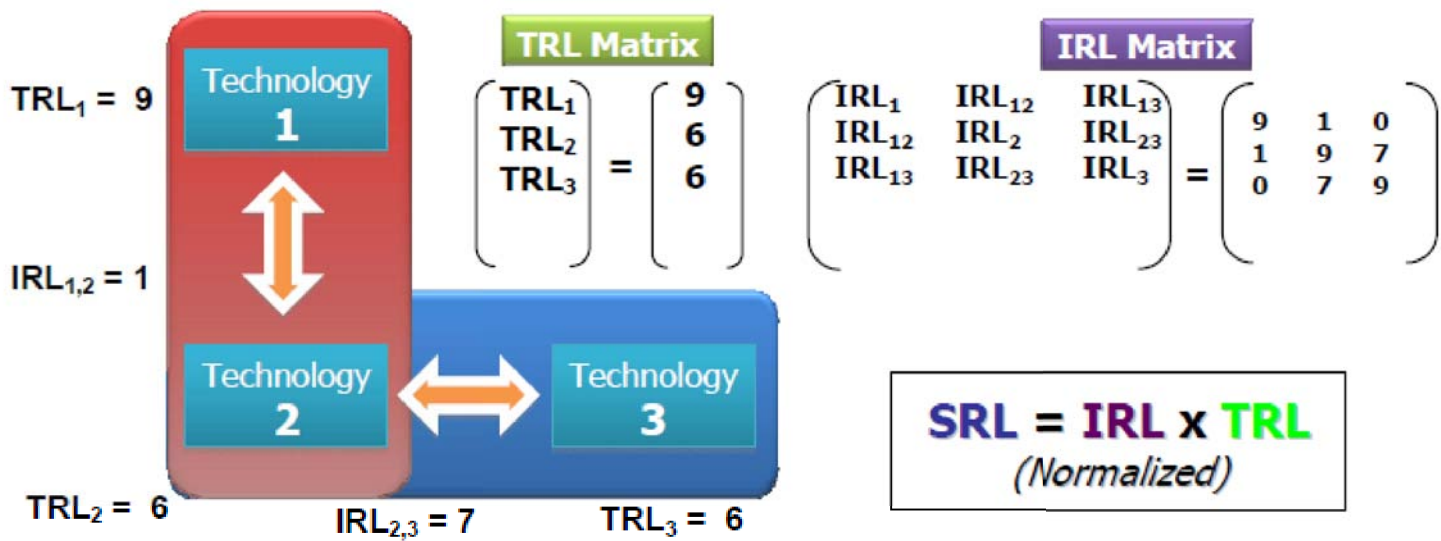 TRL₁ = 9
Technology
1
IRL₁,₂ = 1
Technology
2
Technology
3
TRL₂ = 6
IRL₂,₃ = 7
TRL₃ = 6
TRL Matrix
TRL₁
TRL₂
TRL₃
=
9
6
6
IRL Matrix
IRL₁ IRL₁₂ IRL₁₃
IRL₁₂ IRL₂ IRL₂₃
IRL₁₃ IRL₂₃ IRL₃
=
9 1 0
1 9 7
0 7 9
SRL = IRL x TRL
(Normalized)